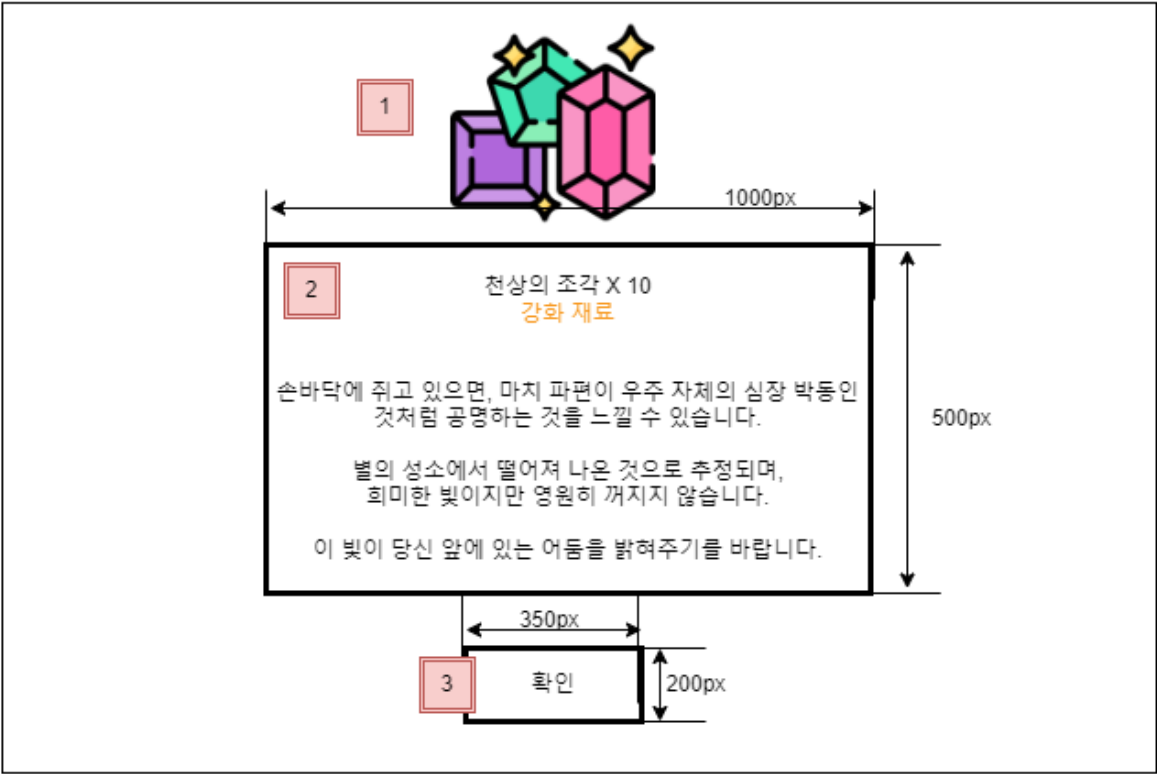 1
1000px
2
천상의 조각 X 10
강화 재료
손바닥에 쥐고 있으면, 마치 파편이 우주 자체의 심장 박동인
것처럼 공명하는 것을 느낄 수 있습니다.
500px
별의 성소에서 떨어져 나온 것으로 추정되며,
희미한 빛이지만 영원히 꺼지지 않습니다.
이 빛이 당신 앞에 있는 어둠을 밝혀주기를 바랍니다.
350px
3
확인
200px